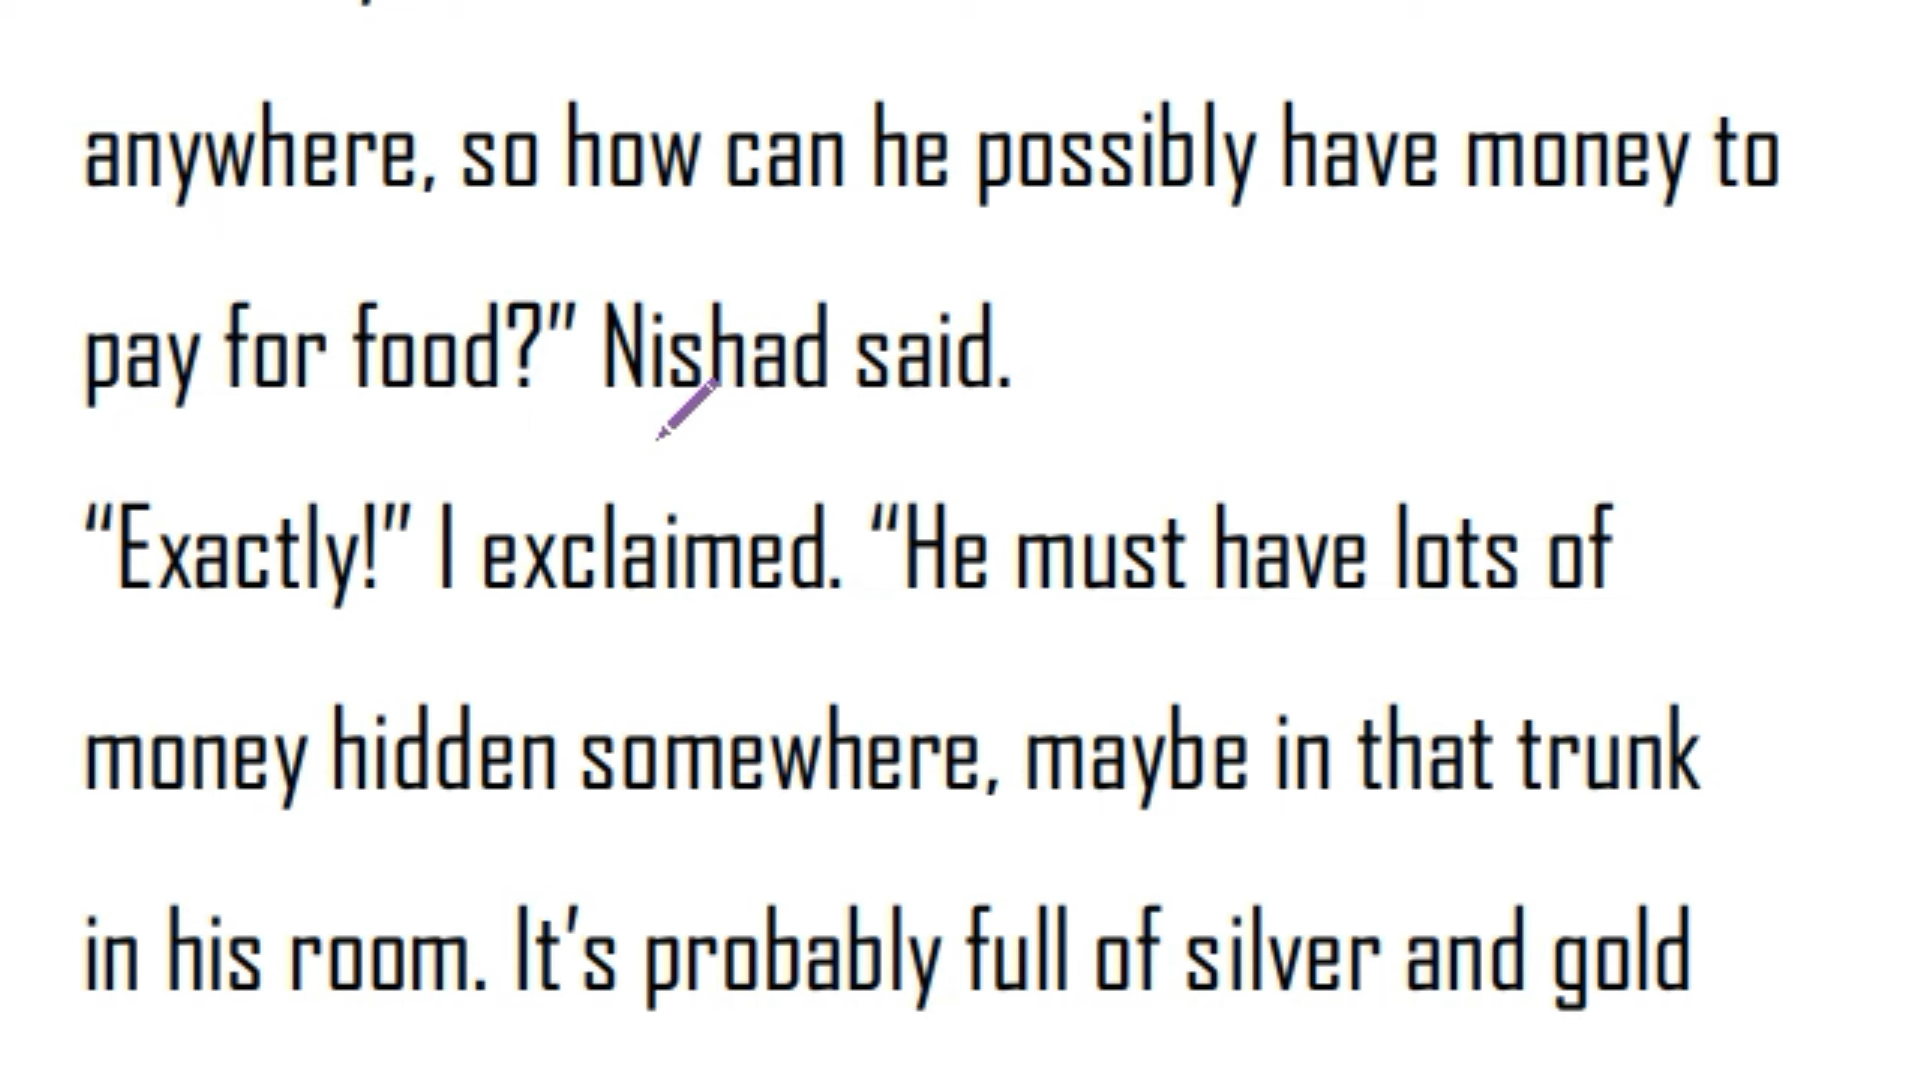 anywhere, so how can he possibly have money to
pay for food?” Nishad said.
“Exactly!” I exclaimed. “He must have lots of
money hidden somewhere, maybe in that trunk
in his room. It’s probably full of silver and gold